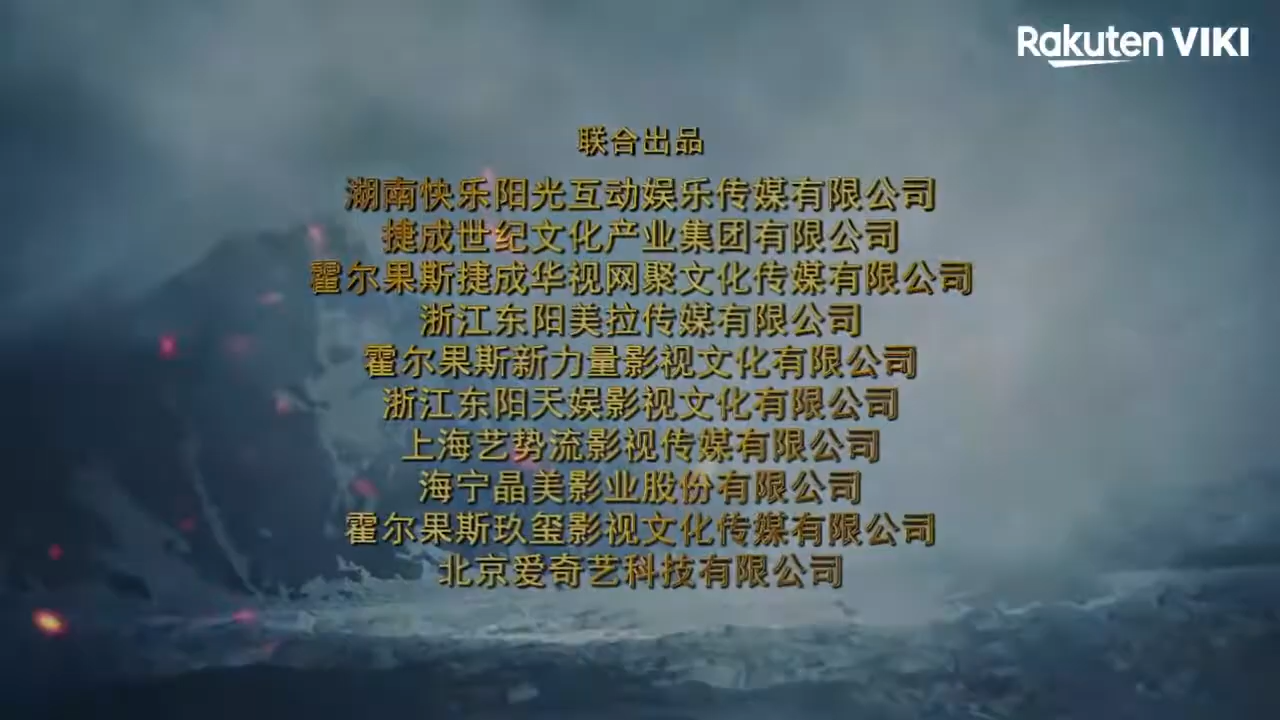 Rakuten VIKI
联合出品
湖南快乐阳光互动娱乐传媒有限公司
捷成世纪文化产业集团有限公司
霍尔果斯捷成华视网聚文化传媒有限公司
浙江东阳美拉传媒有限公司
霍尔果斯新力量影视文化有限公司
浙江东阳天娱影视文化有限公司
上海艺势流影视传媒有限公司
海宁晶美影业股份有限公司
霍尔果斯玖玺影视文化传媒有限公司
北京爱奇艺科技有限公司